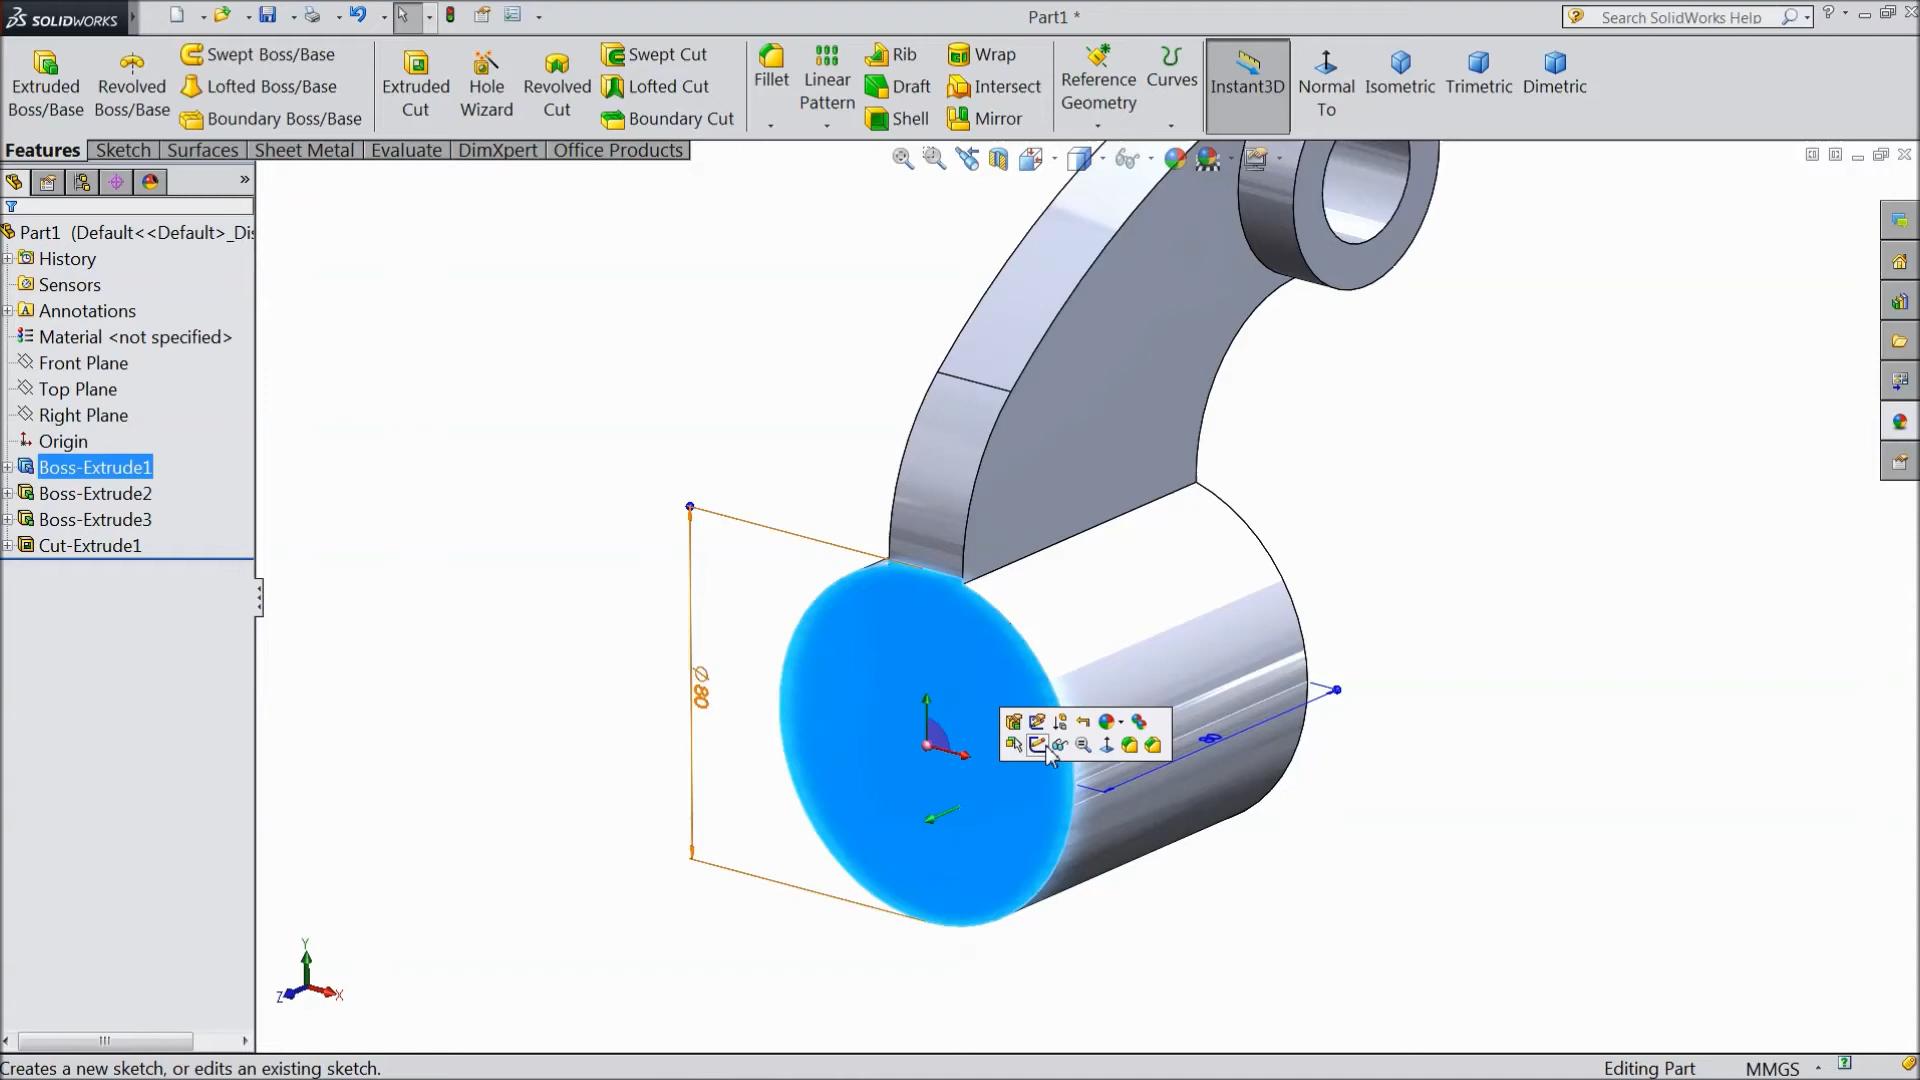 SOLIDWORKS
Part1 *
Search SolidWorks Help
Extruded Boss/Base
Revolved Boss/Base
Swept Boss/Base
Lofted Boss/Base
Boundary Boss/Base
Extruded Cut
Hole Wizard
Revolved Cut
Swept Cut
Lofted Cut
Boundary Cut
Fillet
Linear Pattern
Rib
Draft
Shell
Wrap
Intersect
Mirror
Reference Geometry
Curves
Instant3D
Normal To
Isometric
Trimetric
Dimetric
Features
Sketch
Surfaces
Sheet Metal
Evaluate
DimXpert
Office Products
Part1 (Default<<Default>_Dis
History
Sensors
Annotations
Material <not specified>
Front Plane
Top Plane
Right Plane
Origin
Boss-Extrude1
Boss-Extrude2
Boss-Extrude3
Cut-Extrude1
Ø80
Y
Z
X
Creates a new sketch, or edits an existing sketch.
Editing Part
MMGS